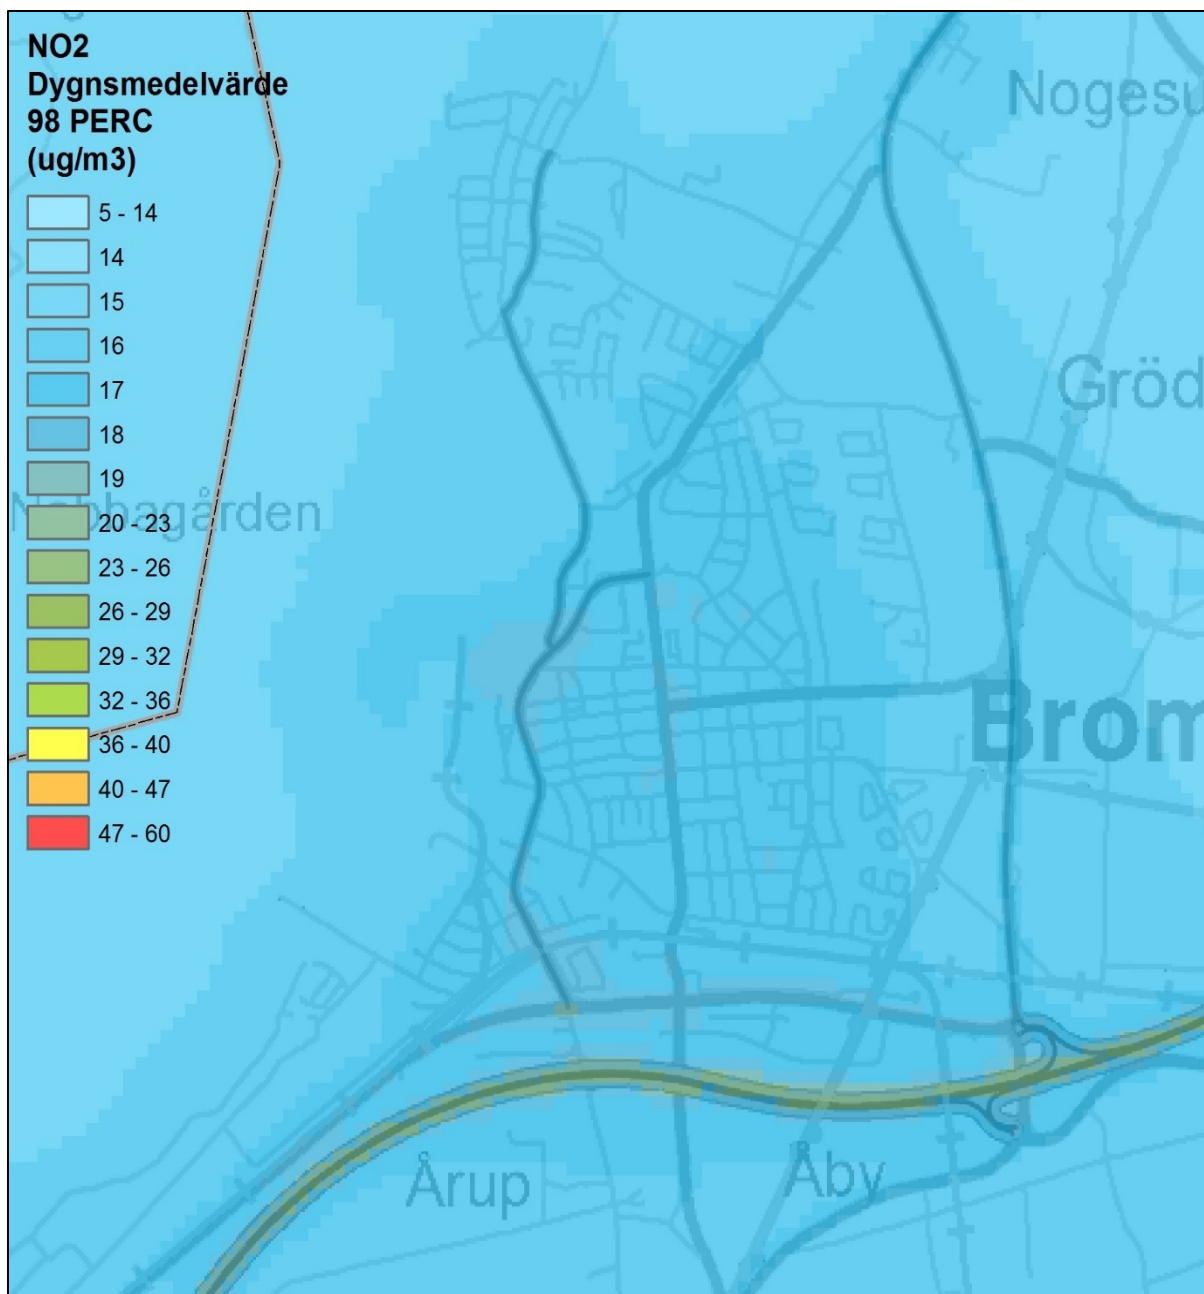 NO2
Dygnsmedelvärde
98 PERC
(ug/m3)
5 - 14
14
15
16
17
18
19
20 - 23
23 - 26
26 - 29
29 - 32
32 - 36
36 - 40
40 - 47
47 - 60
Nogesu
Gröd
Nabbagården
Brom
Årup
Åby